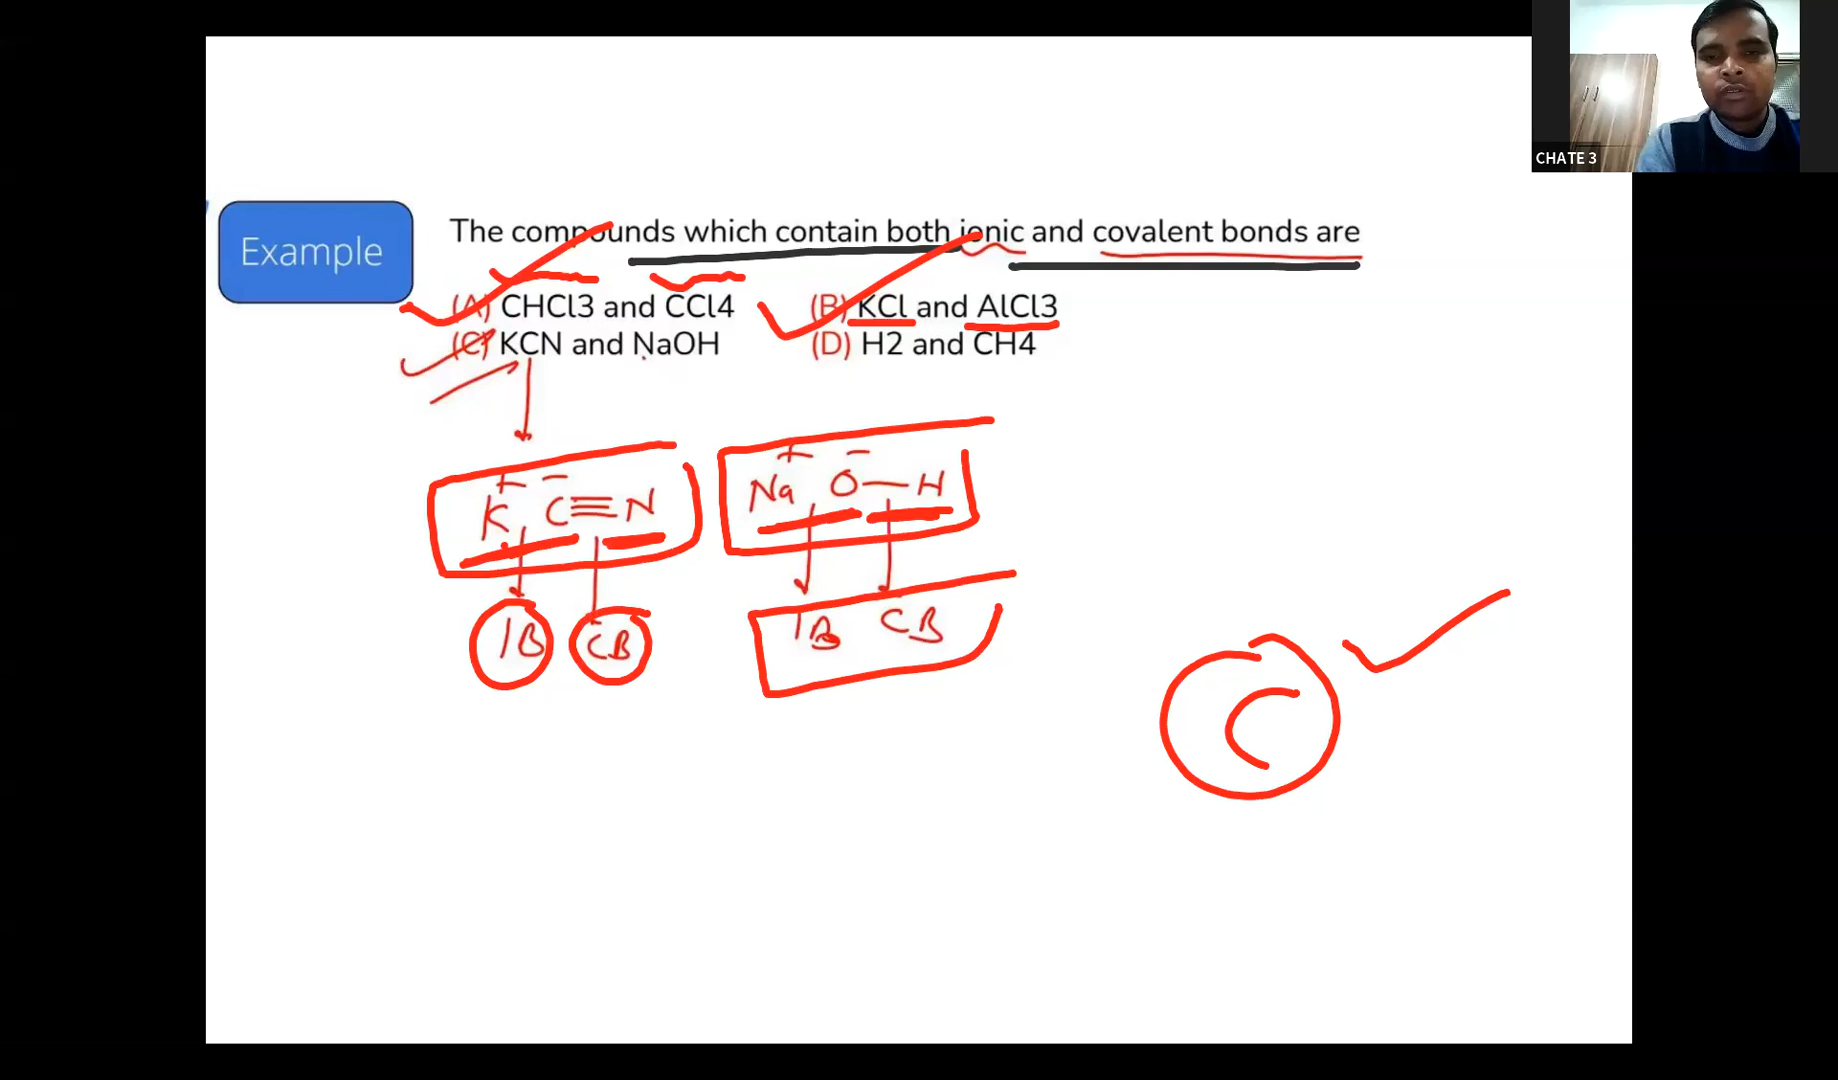 CHATE 3
Example
The compounds which contain both ionic and covalent bonds are
(A) CHCl3 and CCl4 (B) KCl and AlCl3
(C) KCN and NaOH (D) H2 and CH4
+ − + −
K C≡N Na O—H
IB CB IB CB
C